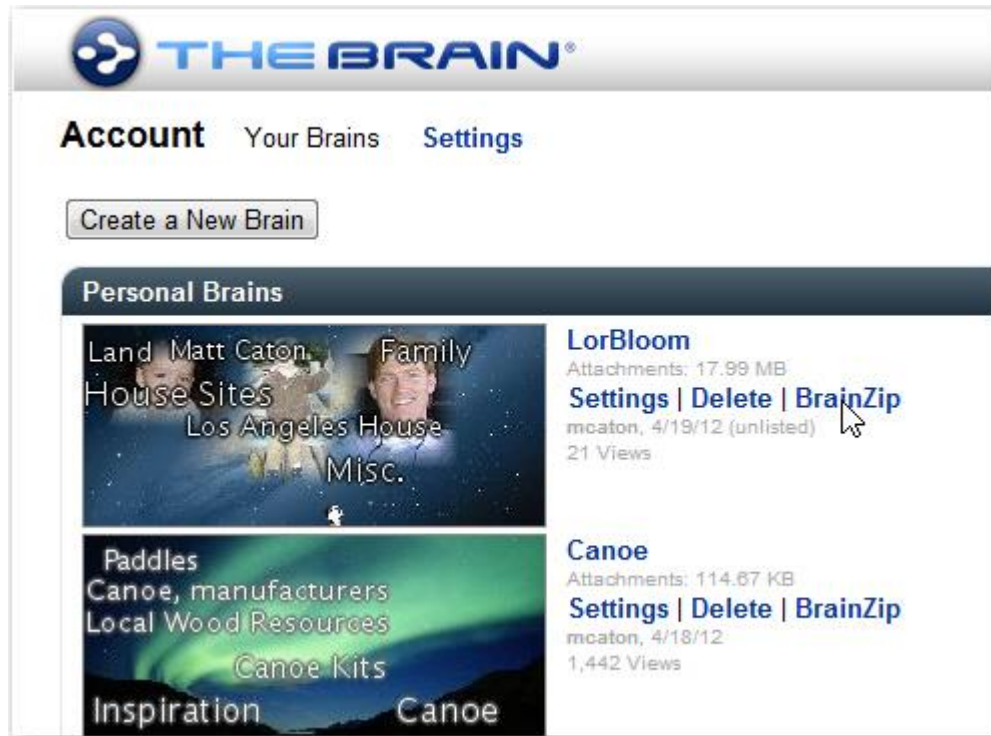 THE BRAIN®
Account Your Brains Settings
Create a New Brain
Personal Brains
Land Matt Caton Family
House Sites
Los Angeles House
Misc.
LorBloom
Attachments: 17.99 MB
Settings | Delete | BrainZip
mcaton, 4/19/12 (unlisted)
21 Views
Paddles
Canoe, manufacturers
Local Wood Resources
Canoe Kits
Inspiration Canoe
Canoe
Attachments: 114.67 KB
Settings | Delete | BrainZip
mcaton, 4/18/12
1,442 Views